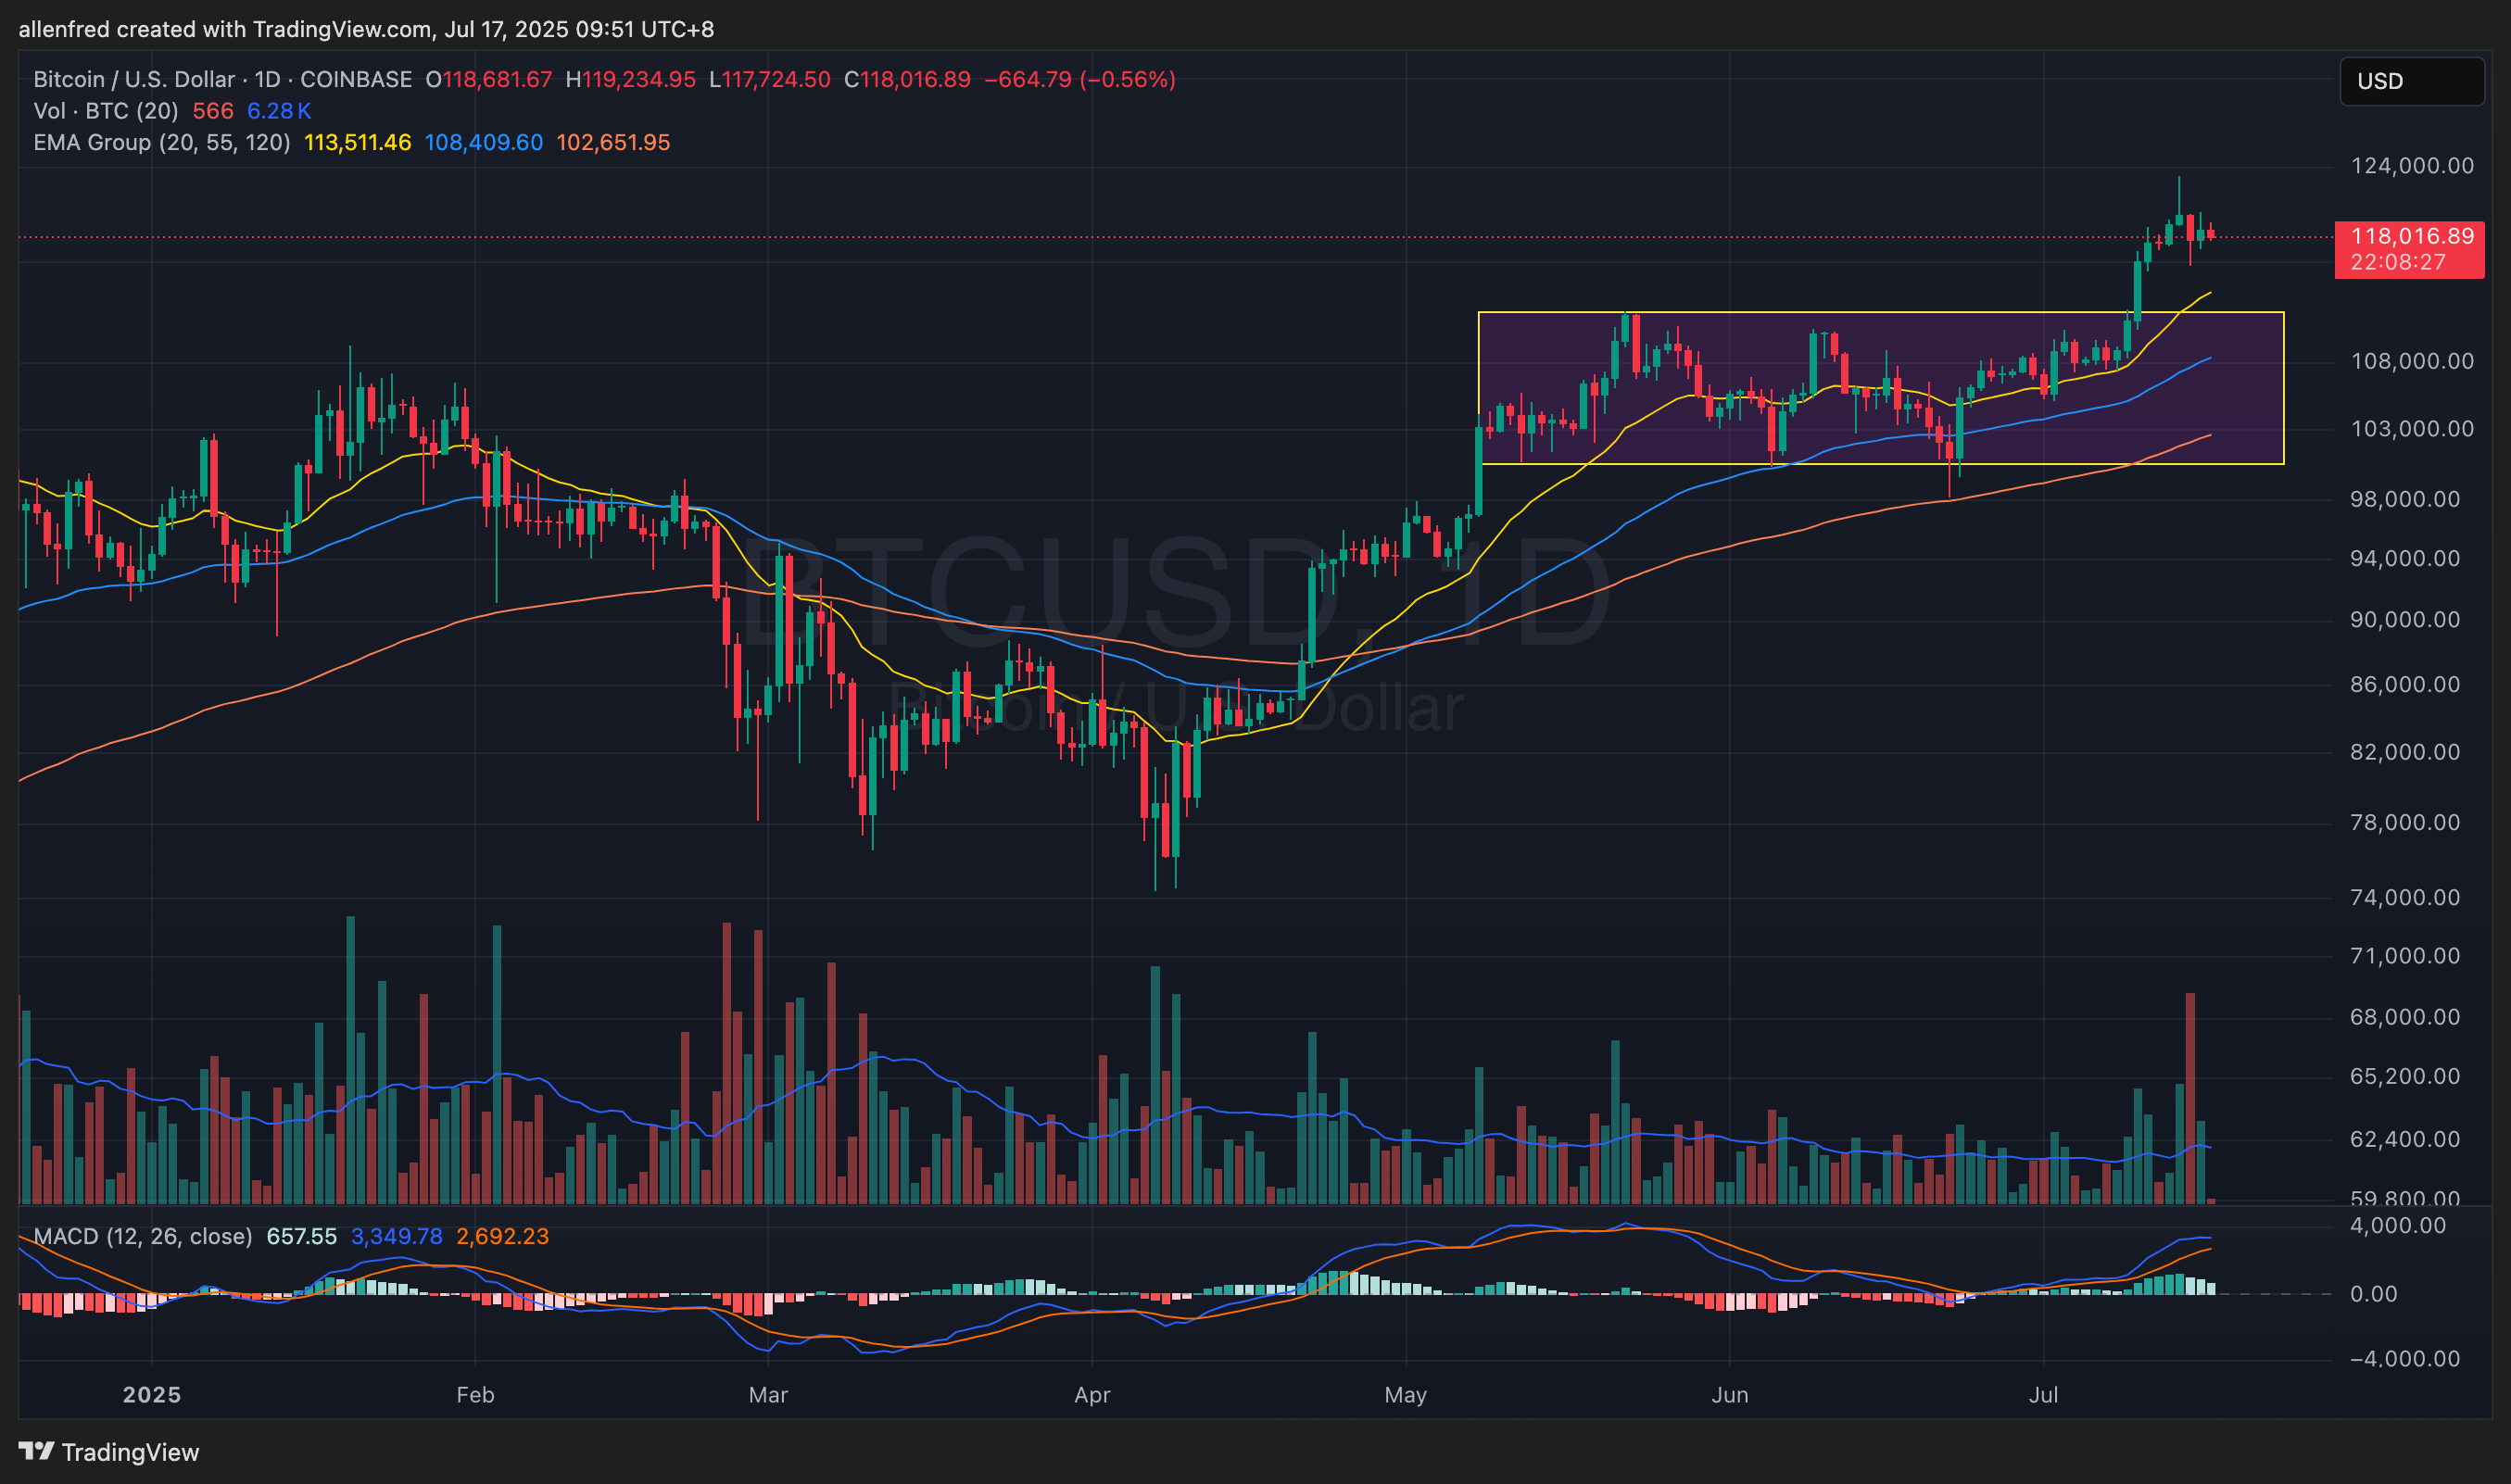 allenfred created with TradingView.com, Jul 17, 2025 09:51 UTC+8
Bitcoin / U.S. Dollar · 1D · COINBASE O118,681.67 H119,234.95 L117,724.50 C118,016.89 −664.79 (−0.56%)
USD
Vol · BTC (20) 566 6.28K
EMA Group (20, 55, 120) 113,511.46 108,409.60 102,651.95
124,000.00
118,016.89
22:08:27
108,000.00
103,000.00
98,000.00
94,000.00
90,000.00
86,000.00
82,000.00
78,000.00
74,000.00
71,000.00
68,000.00
65,200.00
62,400.00
59,800.00
BTCUSD, 1D
Bitcoin / U.S. Dollar
MACD (12, 26, close) 657.55 3,349.78 2,692.23
4,000.00
0.00
−4,000.00
2025 Feb Mar Apr May Jun Jul
TradingView